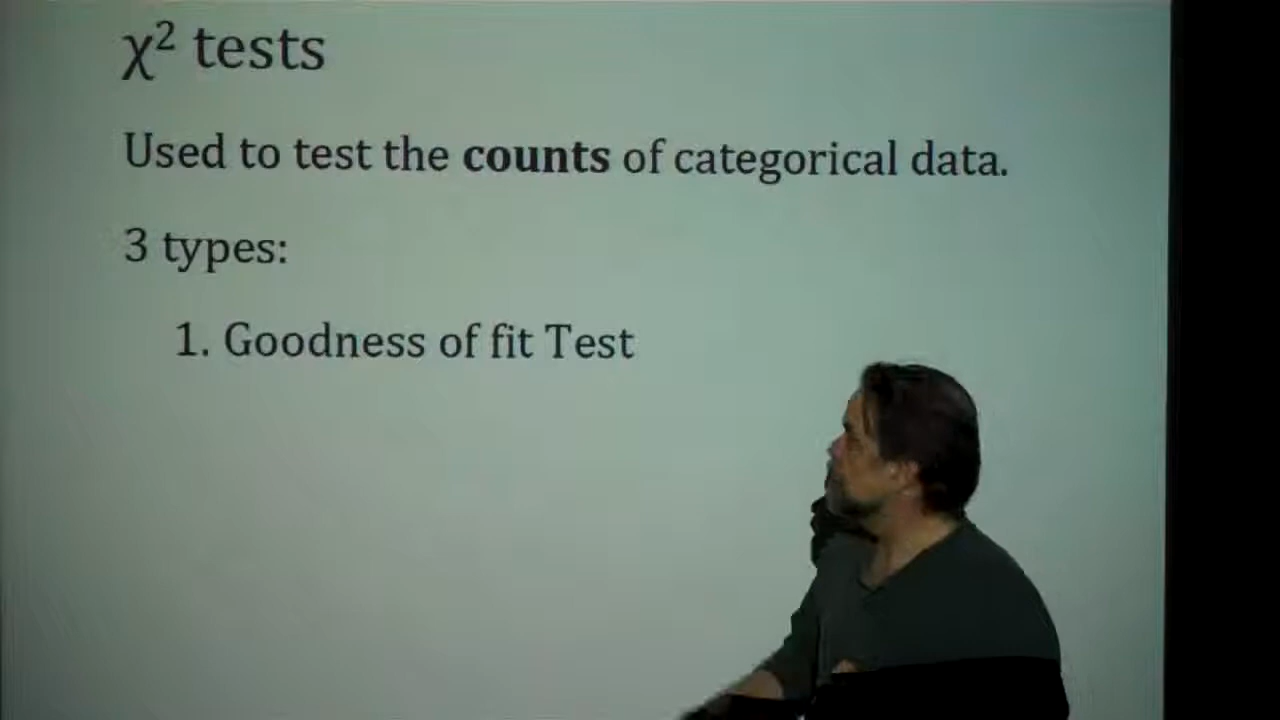 χ² tests
Used to test the counts of categorical data.
3 types:
1. Goodness of fit Test